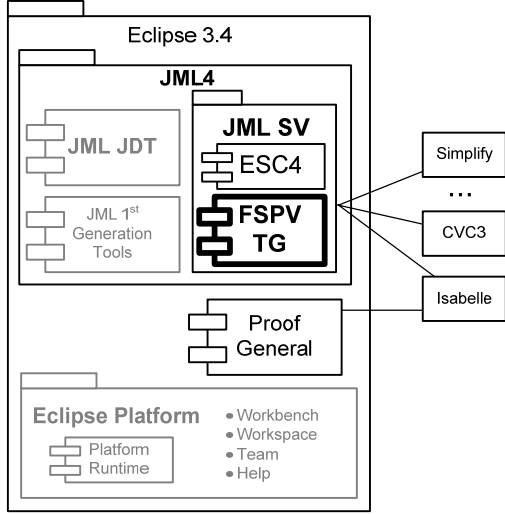 Eclipse 3.4
JML4
JML JDT
JML SV
ESC4
JML 1st
Generation
Tools
FSPV
TG
Simplify
...
CVC3
Isabelle
Proof
General
Eclipse Platform
Platform
Runtime
• Workbench
• Workspace
• Team
• Help